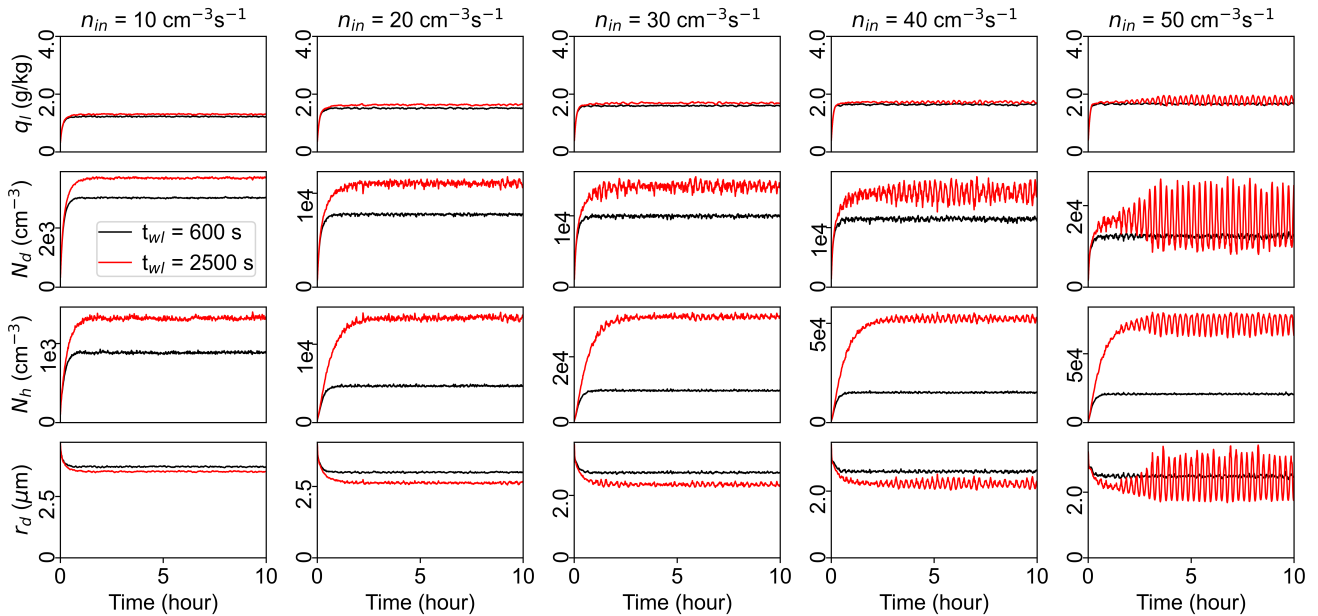 n_in = 10 cm⁻³s⁻¹ n_in = 20 cm⁻³s⁻¹ n_in = 30 cm⁻³s⁻¹ n_in = 40 cm⁻³s⁻¹ n_in = 50 cm⁻³s⁻¹
q_l (g/kg)
4.0 4.0 4.0 4.0 4.0
2.0 2.0 2.0 2.0 2.0
0 0 0 0 0
N_d (cm⁻³)
2e3 1e4 1e4 1e4 2e4
0 0 0 0 0
t_wl = 600 s
t_wl = 2500 s
N_h (cm⁻³)
1e3 1e4 2e4 5e4 5e4
0 0 0 0 0
r_d (μm)
2.5 2.5 2.0 2.0 2.0
0 0 0 0 0
0 5 10 0 5 10 0 5 10 0 5 10 0 5 10
Time (hour) Time (hour) Time (hour) Time (hour) Time (hour)